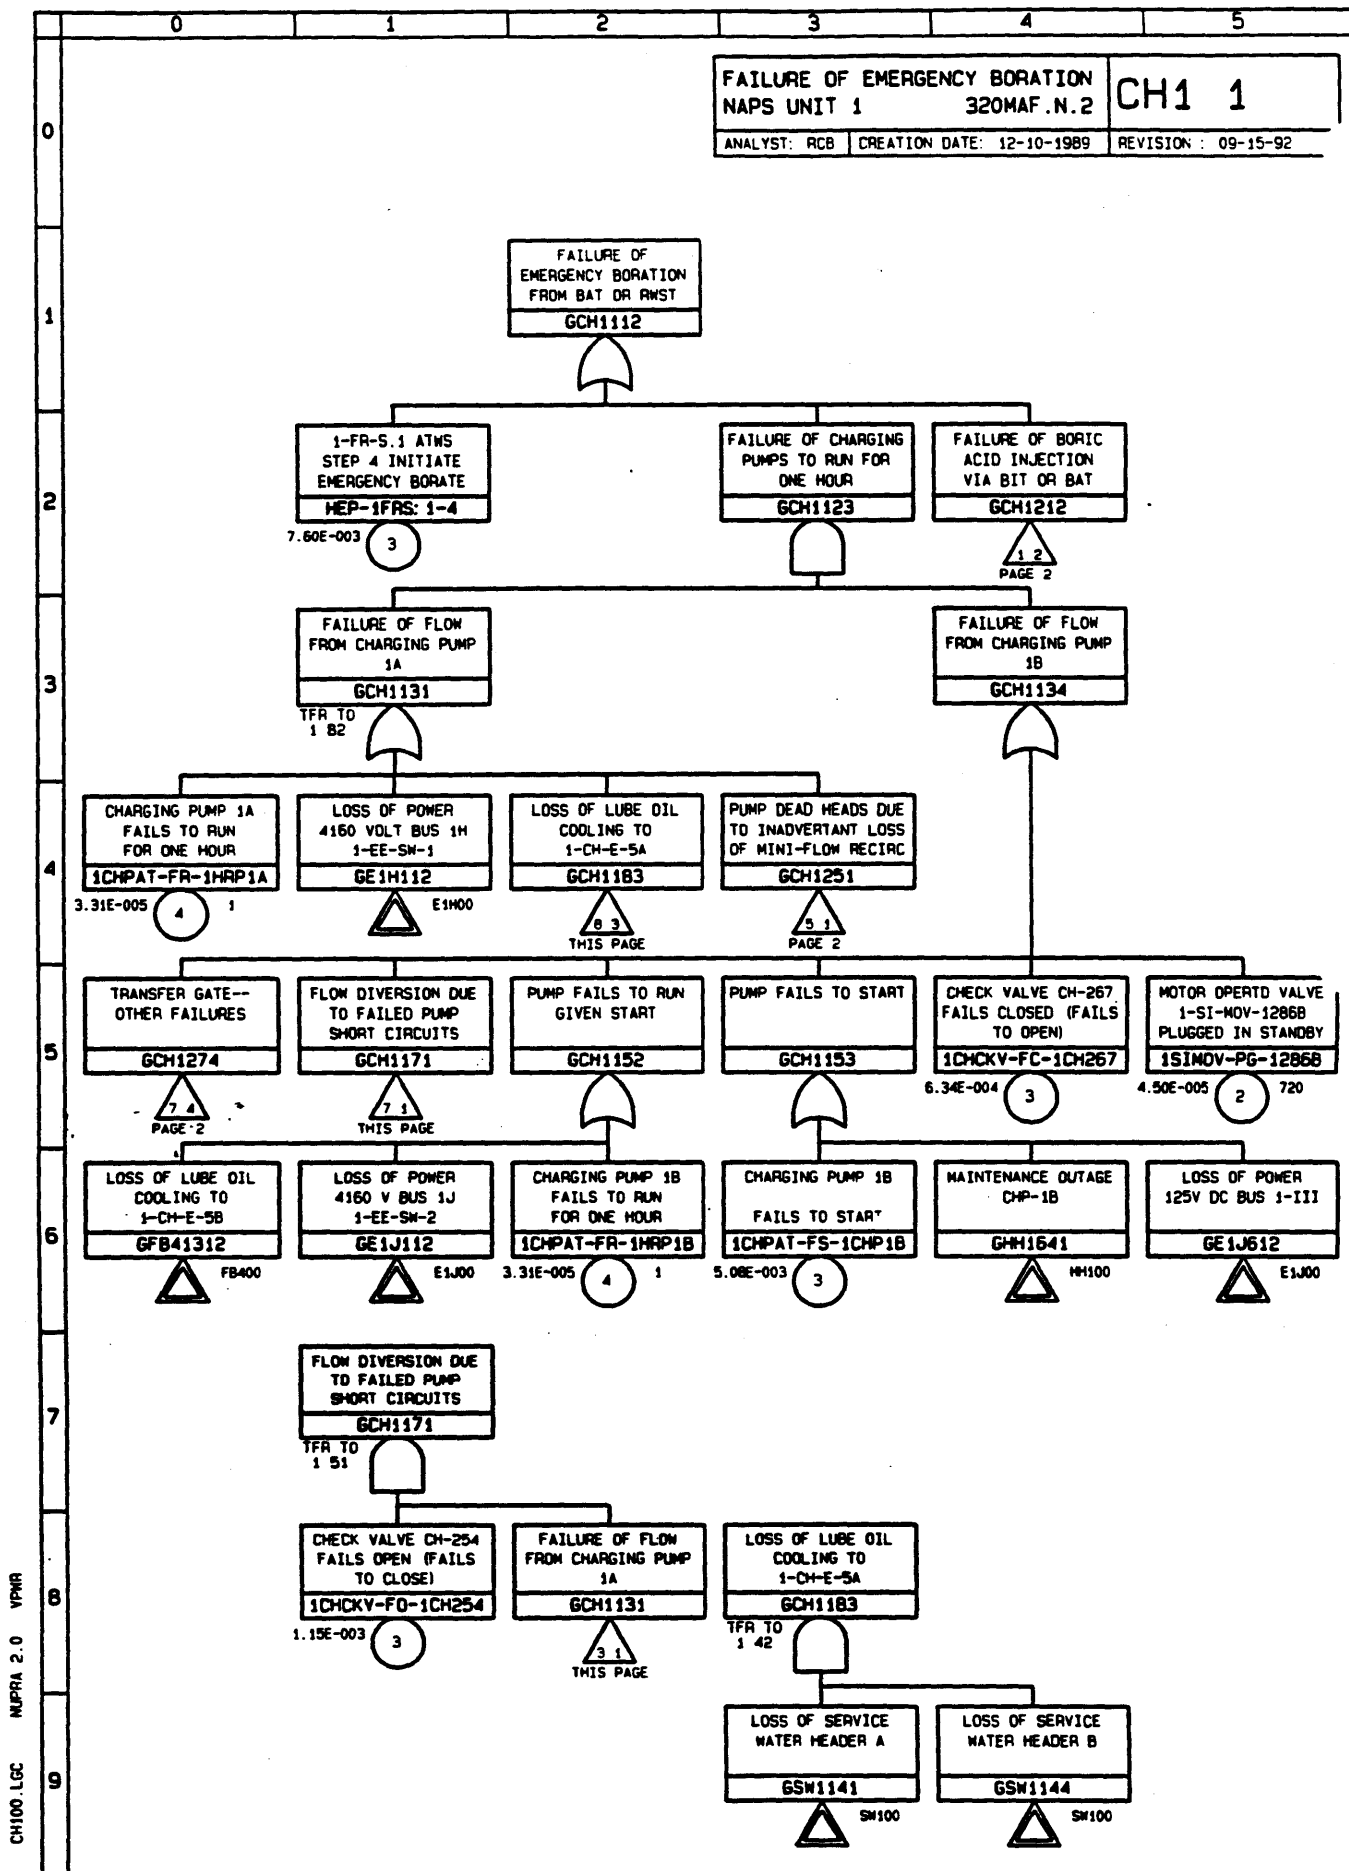 0 1 2 3 4 5
FAILURE OF EMERGENCY BORATION
NAPS UNIT 1 320MAF.N.2
CH1 1
ANALYST: RCB CREATION DATE: 12-10-1989 REVISION : 09-15-92
0
FAILURE OF
EMERGENCY BORATION
FROM BAT OR RWST
GCH1112
1
1-FR-S.1 ATWS
STEP 4 INITIATE
EMERGENCY BORATE
HEP-1FRS: 1-4
7.60E-003
3
FAILURE OF CHARGING
PUMPS TO RUN FOR
ONE HOUR
GCH1123
FAILURE OF BORIC
ACID INJECTION
VIA BIT OR BAT
GCH1212
1 2
PAGE 2
2
FAILURE OF FLOW
FROM CHARGING PUMP
1A
GCH1131
TFR TO
1 82
FAILURE OF FLOW
FROM CHARGING PUMP
1B
GCH1134
3
CHARGING PUMP 1A
FAILS TO RUN
FOR ONE HOUR
1CHPAT-FR-1HRP1A
3.31E-005
4
1
LOSS OF POWER
4160 VOLT BUS 1H
1-EE-SW-1
GE1H112
E1H00
LOSS OF LUBE OIL
COOLING TO
1-CH-E-5A
GCH1183
8 3
THIS PAGE
PUMP DEAD HEADS DUE
TO INADVERTANT LOSS
OF MINI-FLOW RECIRC
GCH1251
5 1
PAGE 2
4
TRANSFER GATE--
OTHER FAILURES
GCH1274
7 4
PAGE 2
FLOW DIVERSION DUE
TO FAILED PUMP
SHORT CIRCUITS
GCH1171
7 1
THIS PAGE
PUMP FAILS TO RUN
GIVEN START
GCH1152
PUMP FAILS TO START
GCH1153
CHECK VALVE CH-267
FAILS CLOSED (FAILS
TO OPEN)
1CHCKV-FC-1CH267
6.34E-004
3
MOTOR OPERTD VALVE
1-SI-MOV-1286B
PLUGGED IN STANDBY
1SIMOV-PG-1286B
4.50E-005
2
720
5
LOSS OF LUBE OIL
COOLING TO
1-CH-E-5B
GFB41312
FB400
LOSS OF POWER
4160 V BUS 1J
1-EE-SW-2
GE1J112
E1J00
CHARGING PUMP 1B
FAILS TO RUN
FOR ONE HOUR
1CHPAT-FR-1HRP1B
3.31E-005
4
1
CHARGING PUMP 1B
FAILS TO START
1CHPAT-FS-1CHP1B
5.08E-003
3
MAINTENANCE OUTAGE
CHP-1B
GHH1641
HH100
LOSS OF POWER
125V DC BUS 1-III
GE1J612
E1J00
6
FLOW DIVERSION DUE
TO FAILED PUMP
SHORT CIRCUITS
GCH1171
TFR TO
1 51
7
CHECK VALVE CH-254
FAILS OPEN (FAILS
TO CLOSE)
1CHCKV-FO-1CH254
1.15E-003
3
FAILURE OF FLOW
FROM CHARGING PUMP
1A
GCH1131
3 1
THIS PAGE
LOSS OF LUBE OIL
COOLING TO
1-CH-E-5A
GCH1183
TFR TO
1 42
8
LOSS OF SERVICE
WATER HEADER A
GSW1141
SW100
LOSS OF SERVICE
WATER HEADER B
GSW1144
SW100
9
CH100.LGC NUPRA 2.0 VPWR